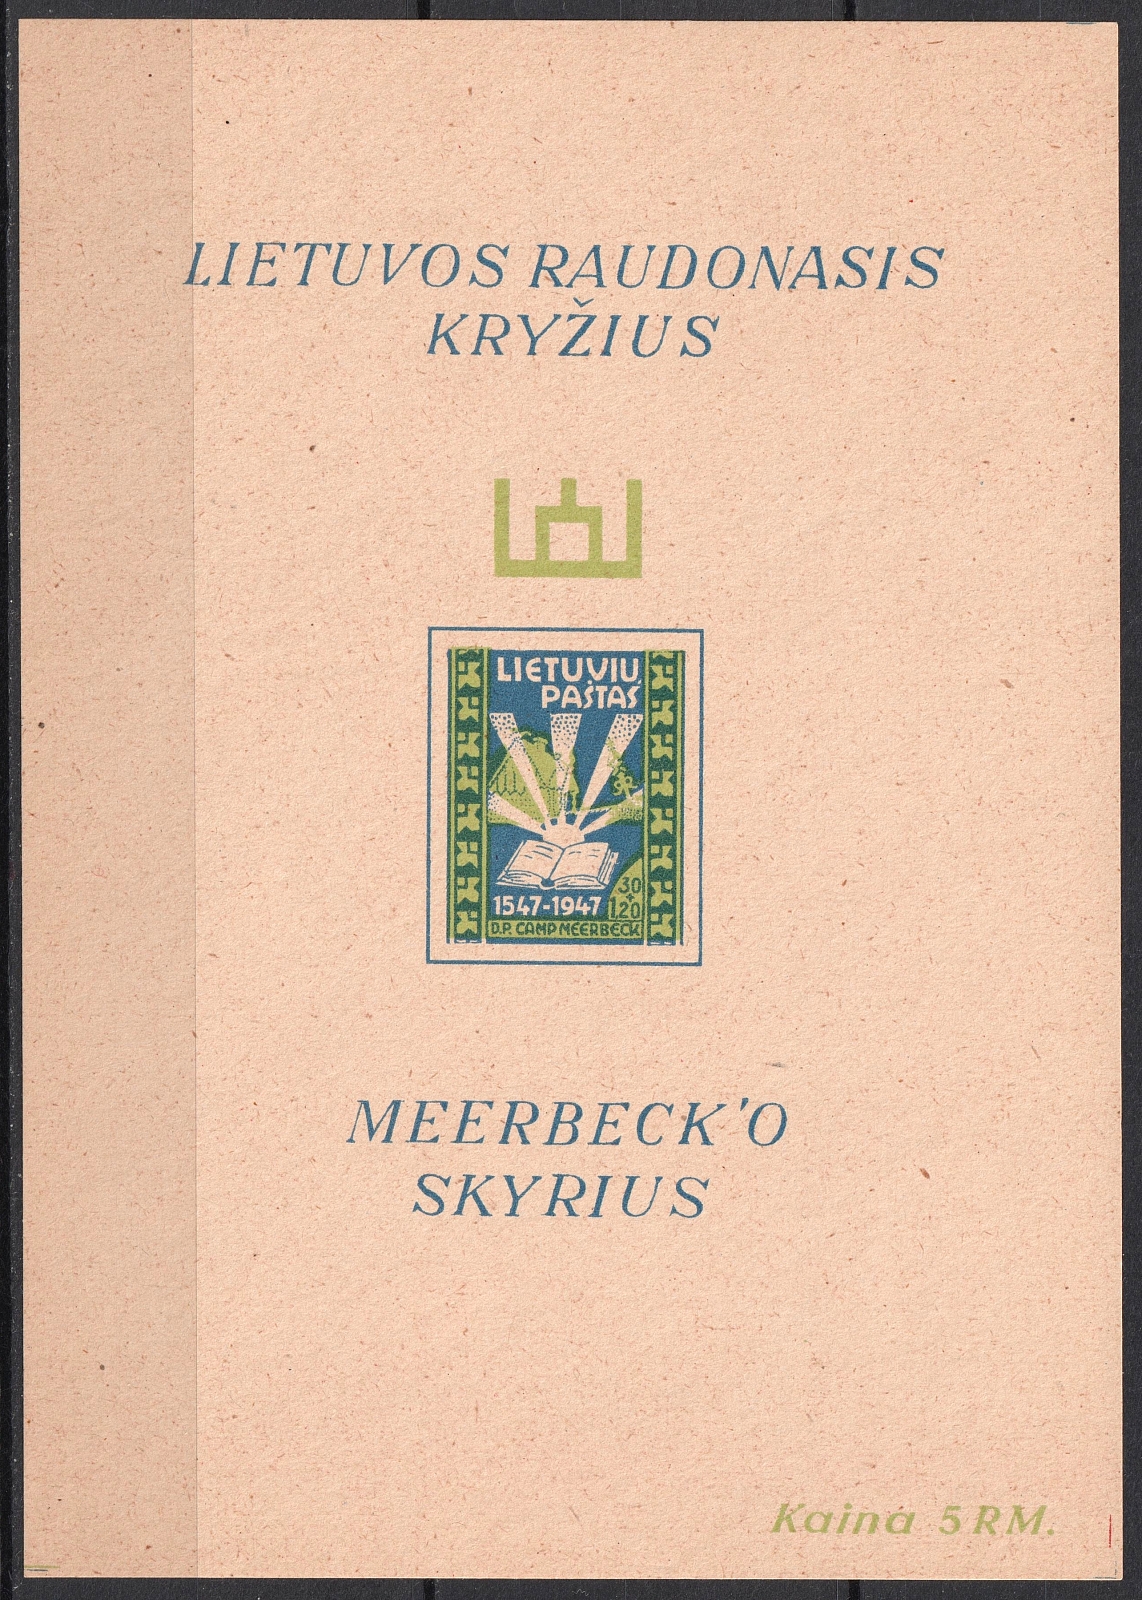 LIETUVOS RAUDONASIS
KRYŽIUS
LIETUVIŲ
PAŠTAS
30
+
1.20
1547-1947
D.P. CAMP MEERBECK
MEERBECK'O
SKYRIUS
Kaina 5 RM.